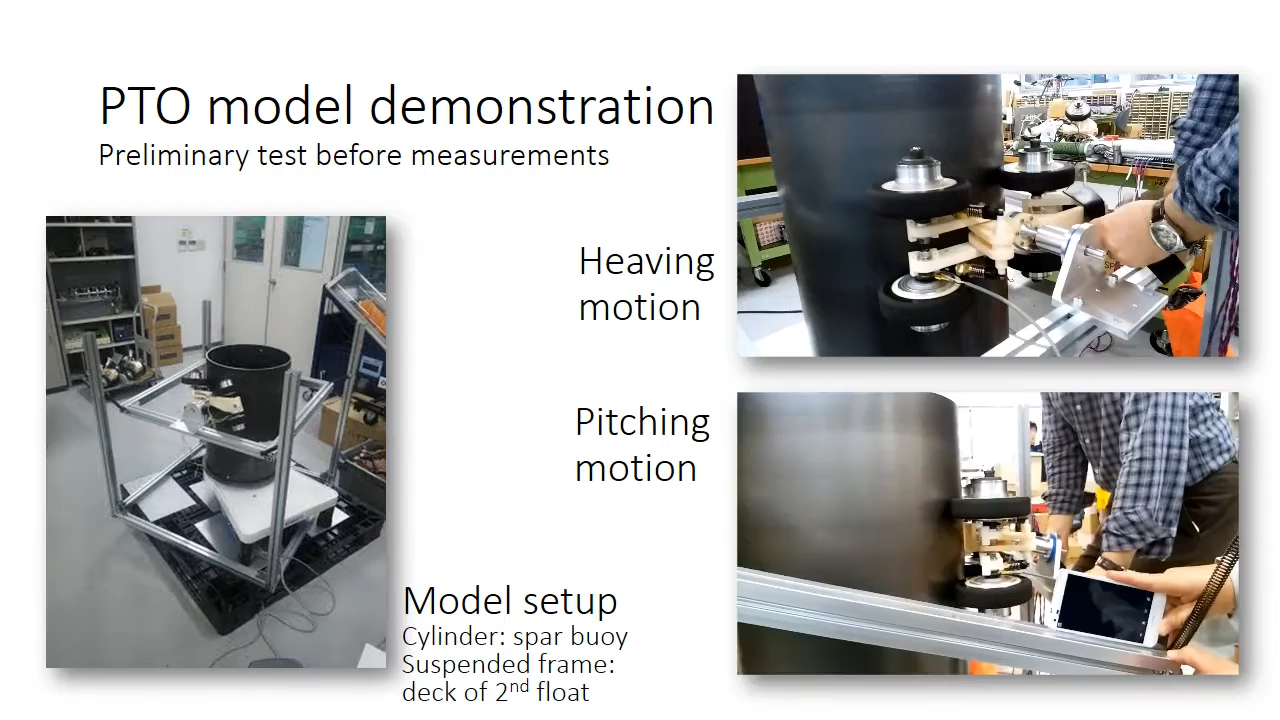 PTO model demonstration
Preliminary test before measurements
Heaving
motion
Pitching
motion
Model setup
Cylinder: spar buoy
Suspended frame:
deck of 2nd float